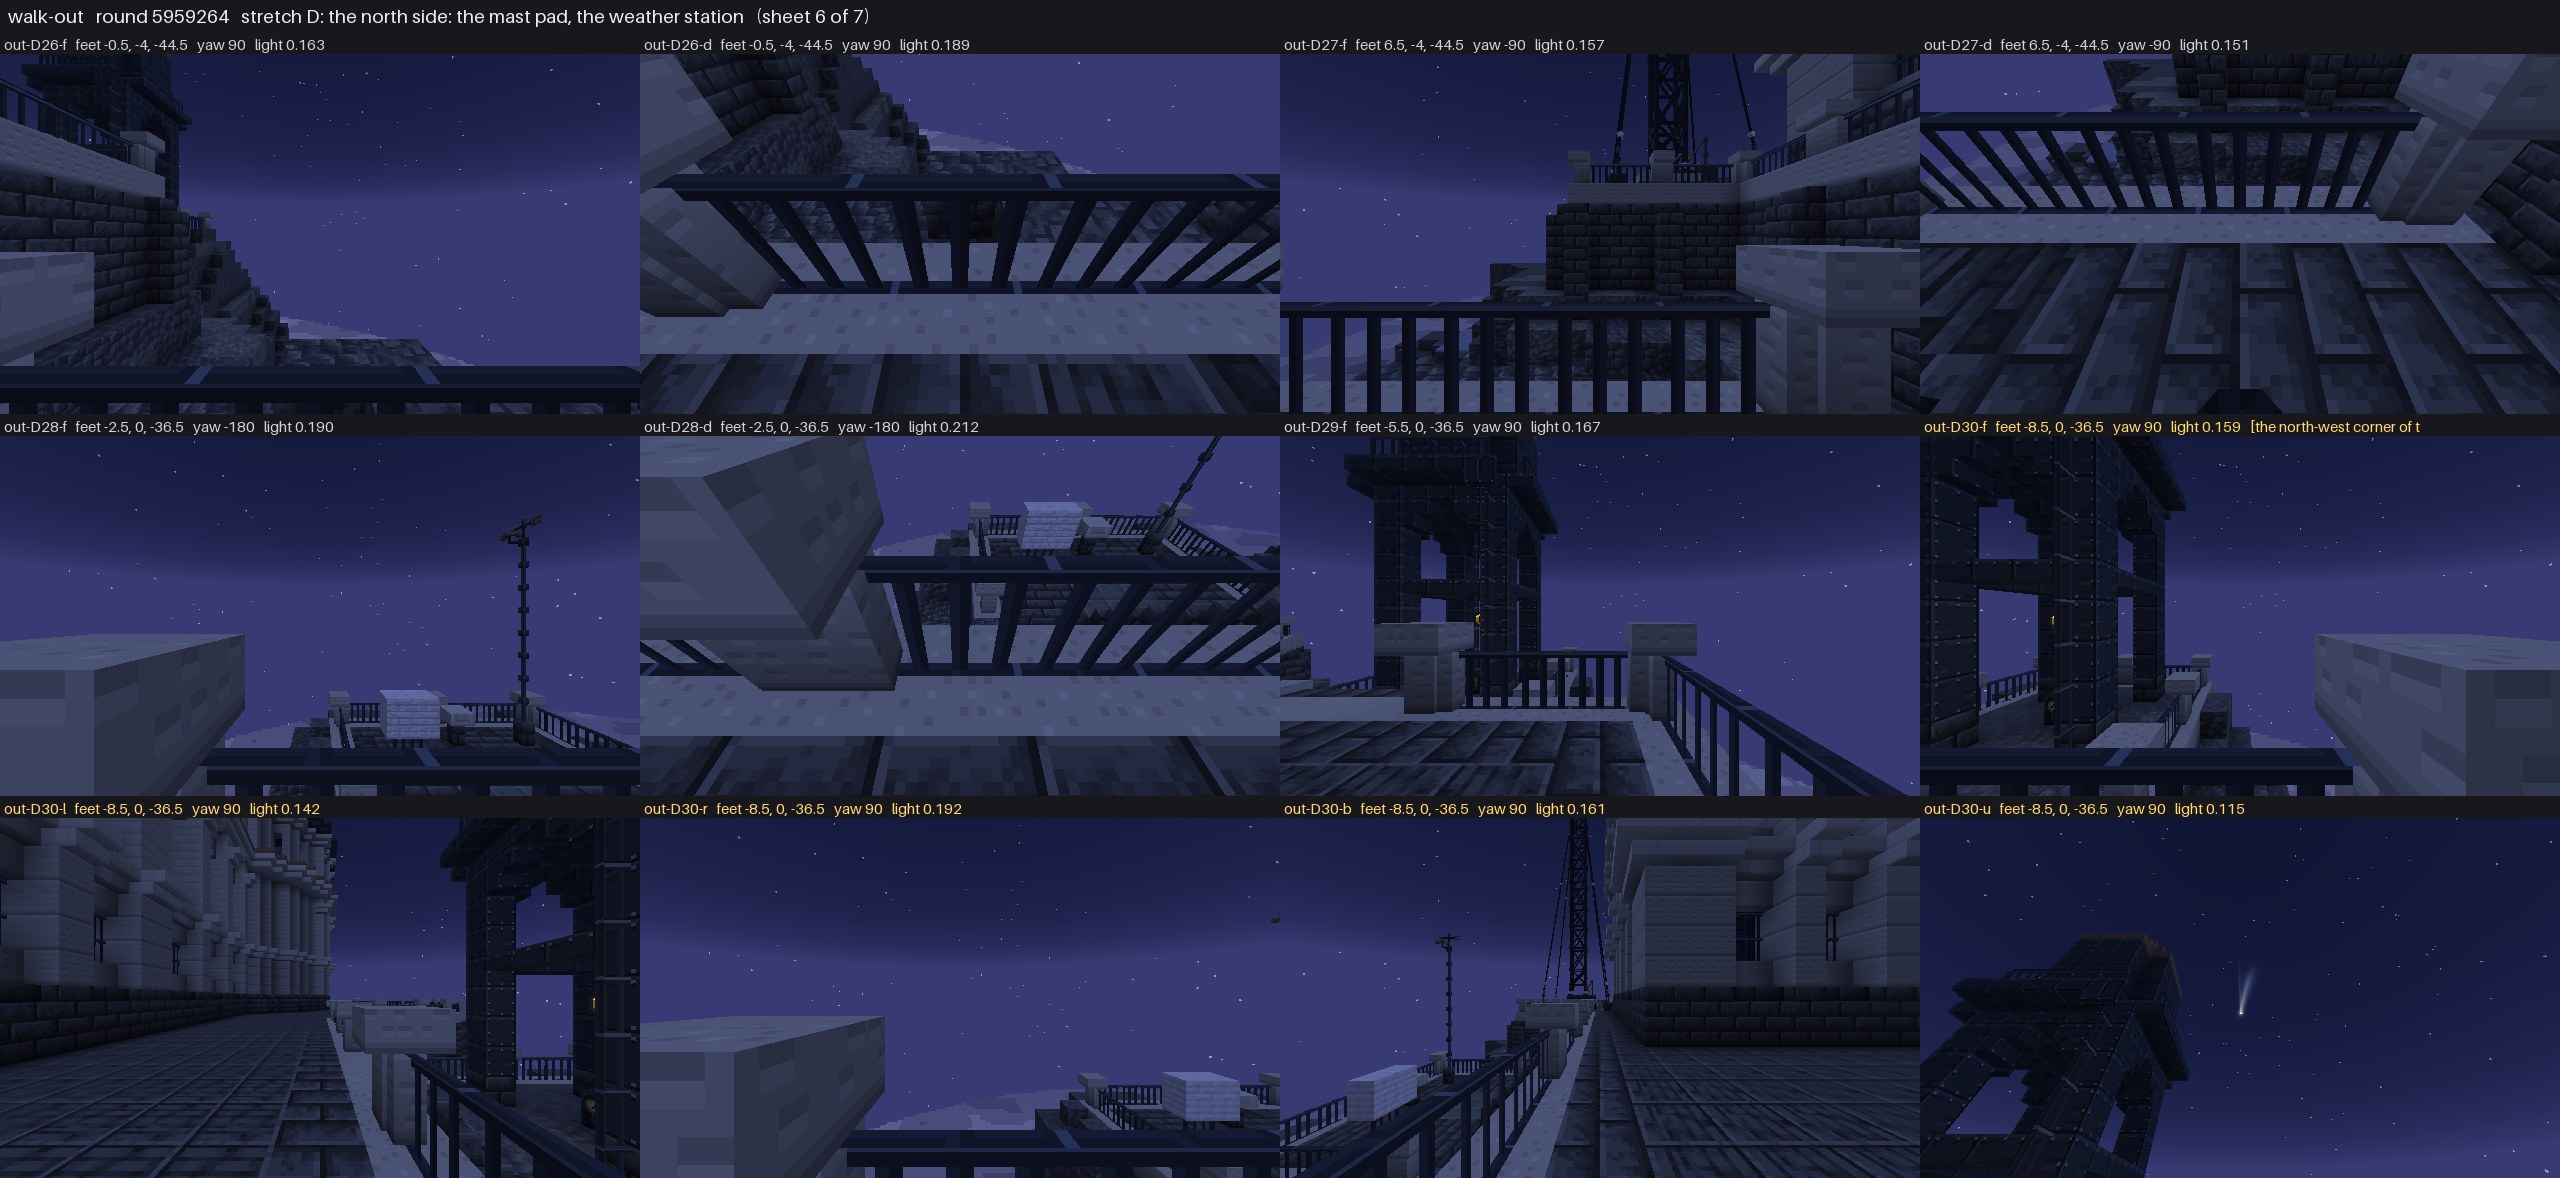 walk-out round 5959264 stretch D: the north side: the mast pad, the weather station (sheet 6 of 7)
out-D26-f feet -0.5, -4, -44.5 yaw 90 light 0.163
out-D26-d feet -0.5, -4, -44.5 yaw 90 light 0.189
out-D27-f feet 6.5, -4, -44.5 yaw -90 light 0.157
out-D27-d feet 6.5, -4, -44.5 yaw -90 light 0.151
out-D28-f feet -2.5, 0, -36.5 yaw -180 light 0.190
out-D28-d feet -2.5, 0, -36.5 yaw -180 light 0.212
out-D29-f feet -5.5, 0, -36.5 yaw 90 light 0.167
out-D30-f feet -8.5, 0, -36.5 yaw 90 light 0.159 [the north-west corner of t
out-D30-l feet -8.5, 0, -36.5 yaw 90 light 0.142
out-D30-r feet -8.5, 0, -36.5 yaw 90 light 0.192
out-D30-b feet -8.5, 0, -36.5 yaw 90 light 0.161
out-D30-u feet -8.5, 0, -36.5 yaw 90 light 0.115